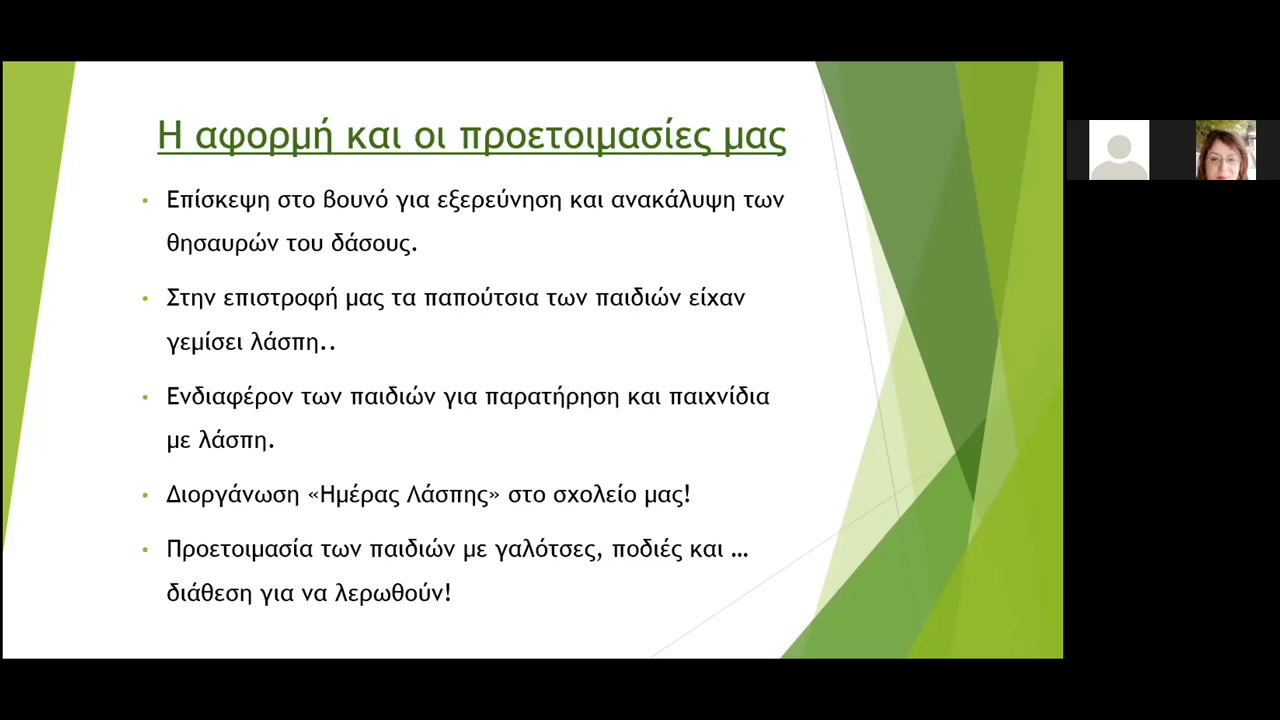 Η αφορμή και οι προετοιμασίες μας
• Επίσκεψη στο βουνό για εξερεύνηση και ανακάλυψη των
θησαυρών του δάσους.
• Στην επιστροφή μας τα παπούτσια των παιδιών είχαν
γεμίσει λάσπη..
• Ενδιαφέρον των παιδιών για παρατήρηση και παιχνίδια
με λάσπη.
• Διοργάνωση «Ημέρας Λάσπης» στο σχολείο μας!
• Προετοιμασία των παιδιών με γαλότσες, ποδιές και …
διάθεση για να λερωθούν!